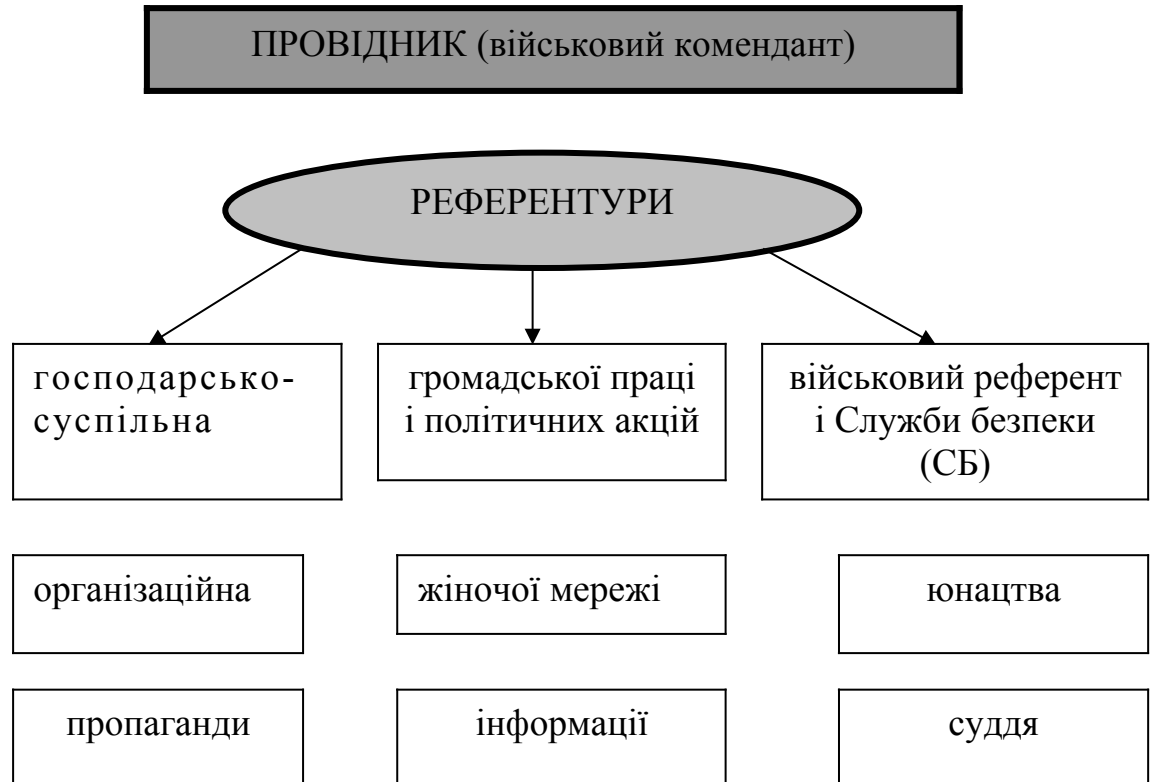 ПРОВІДНИК (військовий комендант)
РЕФЕРЕНТУРИ
господарсько-
суспільна
громадської праці
і політичних акцій
військовий референт
і Служби безпеки
(СБ)
організаційна
жіночої мережі
юнацтва
пропаганди
інформації
суддя